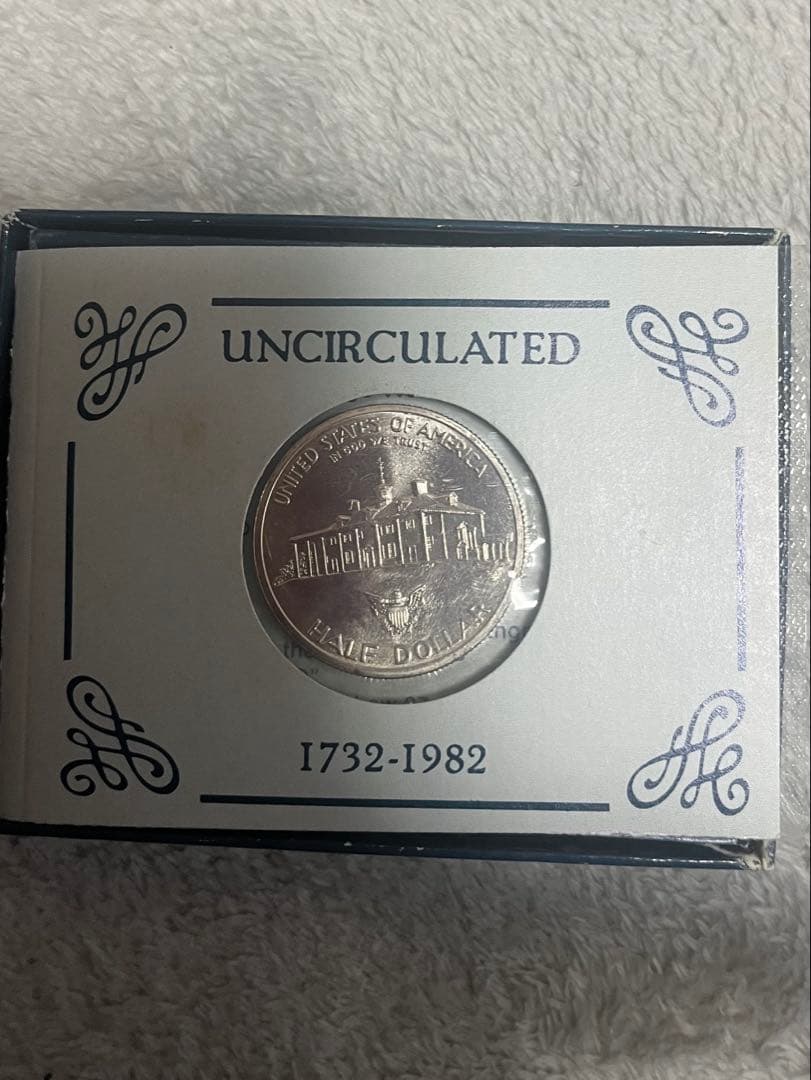 UNCIRCULATED
UNITED STATES OF AMERICA
IN GOD WE TRUST
HALF DOLLAR
1732-1982